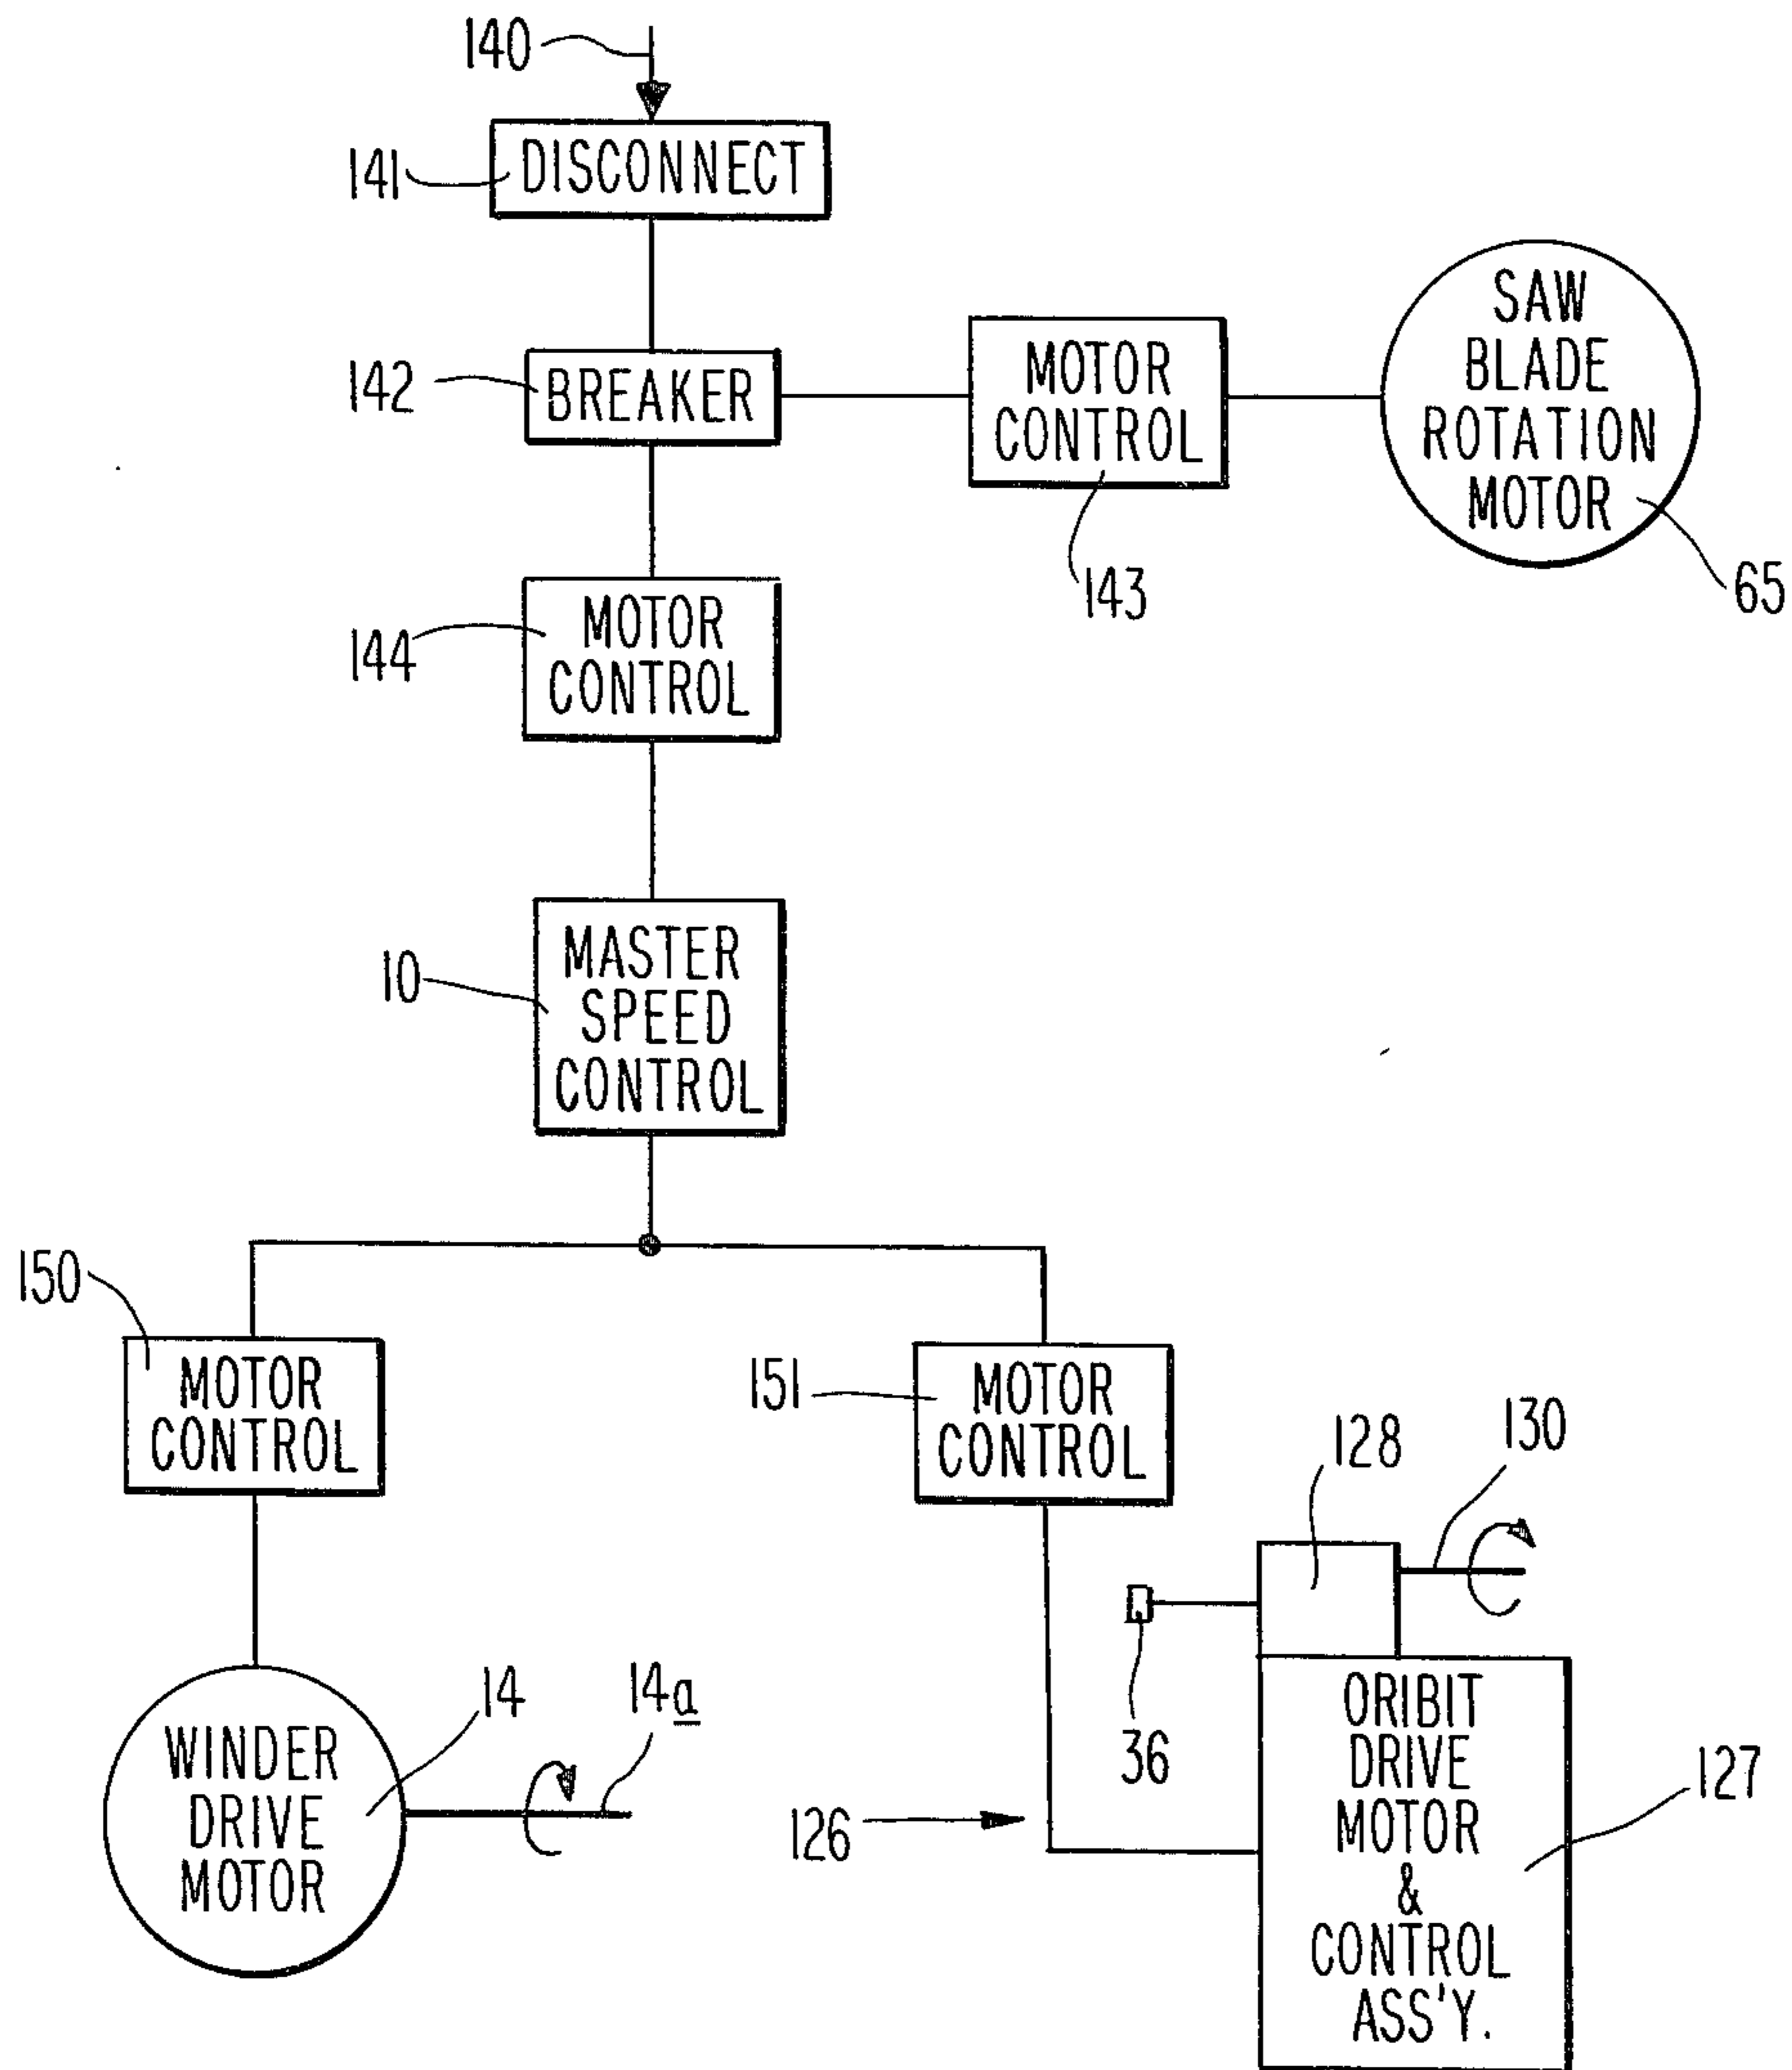 140
DISCONNECT
141
142
BREAKER
MOTOR
CONTROL
143
SAW
BLADE
ROTATION
MOTOR
65
144
MOTOR
CONTROL
10
MASTER
SPEED
CONTROL
150
MOTOR
CONTROL
151
MOTOR
CONTROL
128
130
36
14
14a
WINDER
DRIVE
MOTOR
126
ORIBIT
DRIVE
MOTOR
&
CONTROL
ASS'Y.
127